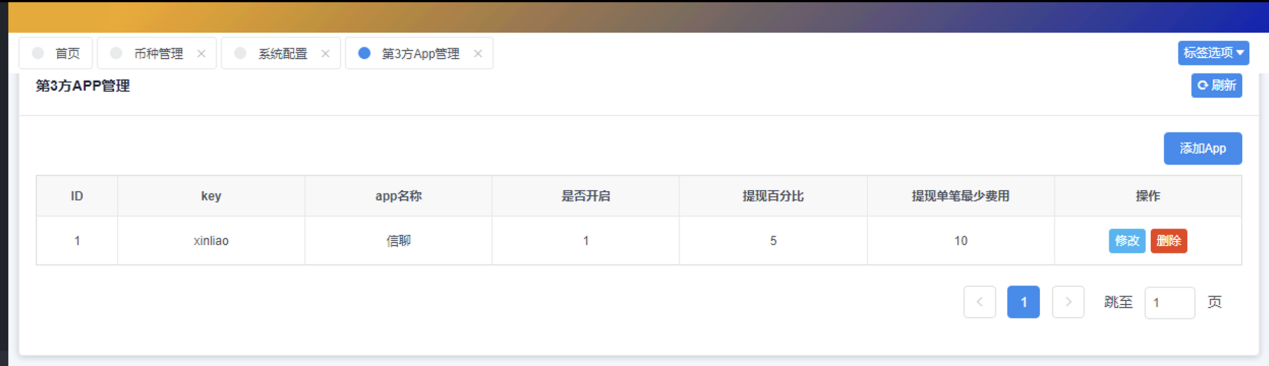 首页 币种管理 系统配置 第3方App管理 标签选项
第3方APP管理 刷新
添加App
ID key app名称 是否开启 提现百分比 提现单笔最少费用 操作
1 xinliao 信聊 1 5 10 修改 删除
1 跳至 1 页